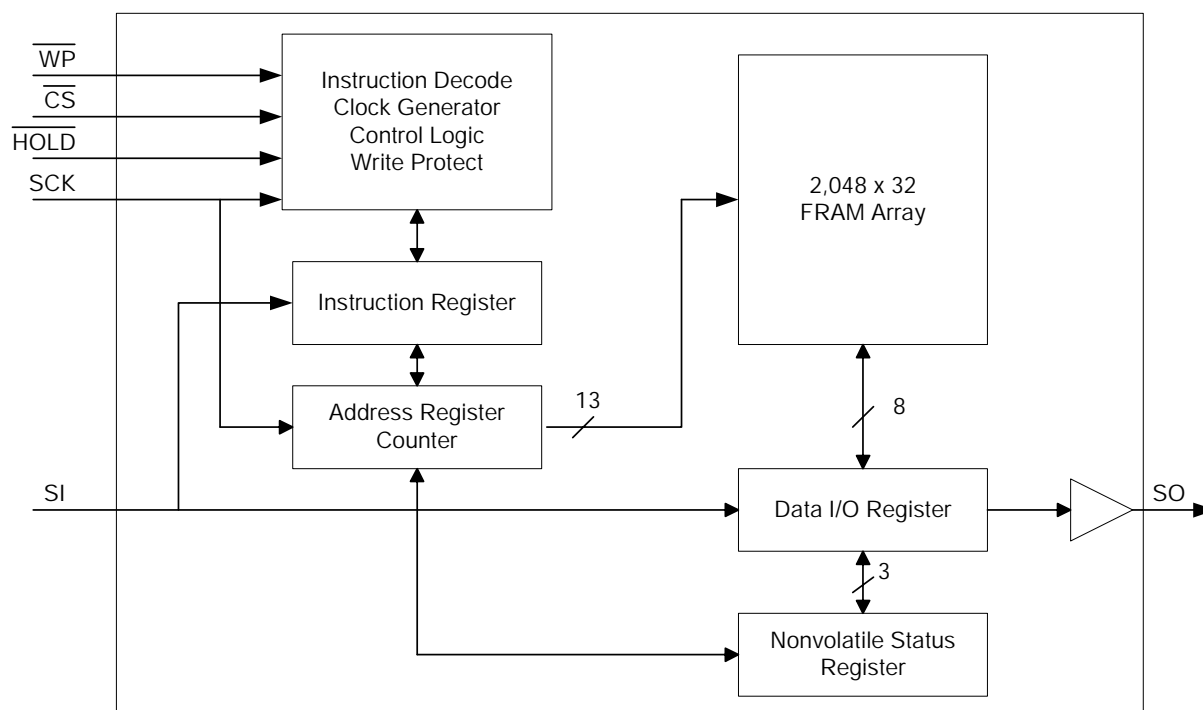 WP
CS
HOLD
SCK
Instruction Decode
Clock Generator
Control Logic
Write Protect
2,048 x 32
FRAM Array
Instruction Register
Address Register
Counter
13
8
SI
Data I/O Register
SO
3
Nonvolatile Status
Register